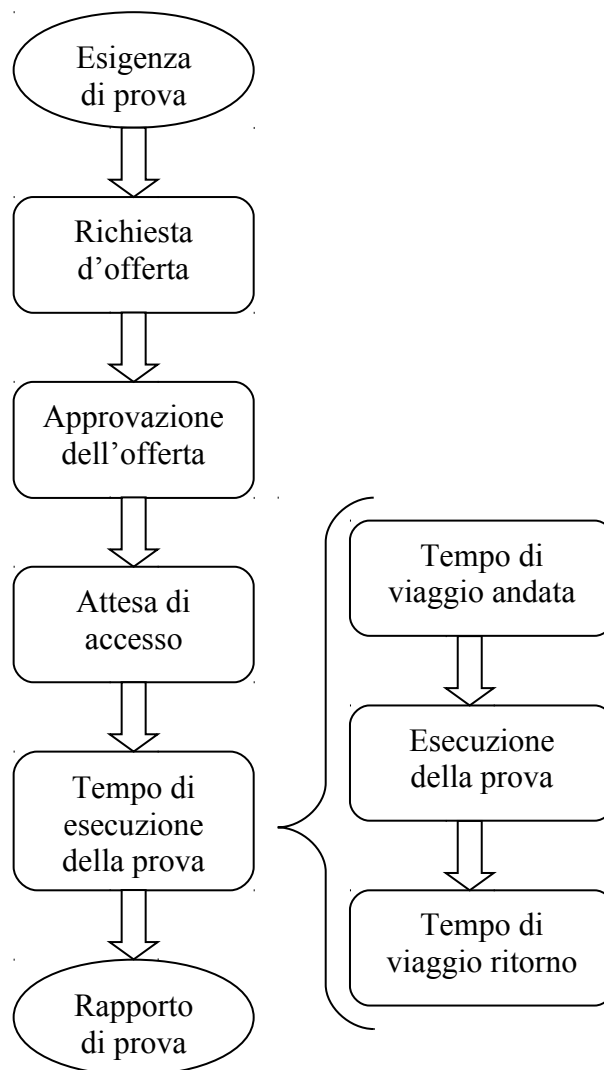 Esigenza
di prova
Richiesta
d’offerta
Approvazione
dell’offerta
Attesa di
accesso
Tempo di
esecuzione
della prova
Rapporto
di prova
Tempo di
viaggio andata
Esecuzione
della prova
Tempo di
viaggio ritorno